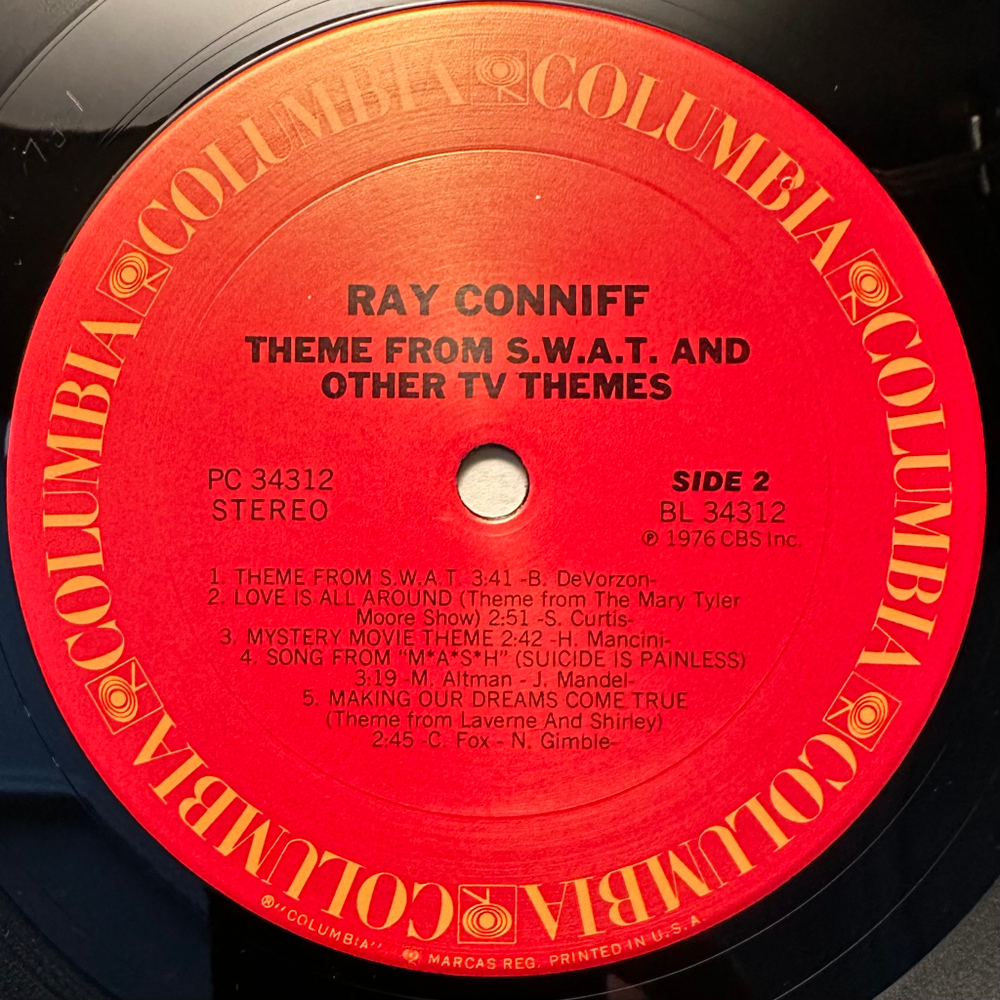 COLUMBIA COLUMBIA COLUMBIA COLUMBIA COLUMBIA COLUMBIA COLUMBIA COLUMBIA
RAY CONNIFF
THEME FROM S.W.A.T. AND
OTHER TV THEMES
PC 34312
STEREO
SIDE 2
BL 34312
℗ 1976 CBS Inc.
1. THEME FROM S.W.A.T. 3:41 -B. DeVorzon-
2. LOVE IS ALL AROUND (Theme from The Mary Tyler
Moore Show) 2:51 -S. Curtis-
3. MYSTERY MOVIE THEME 2:42 -H. Mancini-
4. SONG FROM "M*A*S*H" (SUICIDE IS PAINLESS)
3:19 -M. Altman - J. Mandel-
5. MAKING OUR DREAMS COME TRUE
(Theme from Laverne And Shirley)
2:45 -C. Fox - N. Gimble-
®"COLUMBIA" MARCAS REG. PRINTED IN U.S.A.